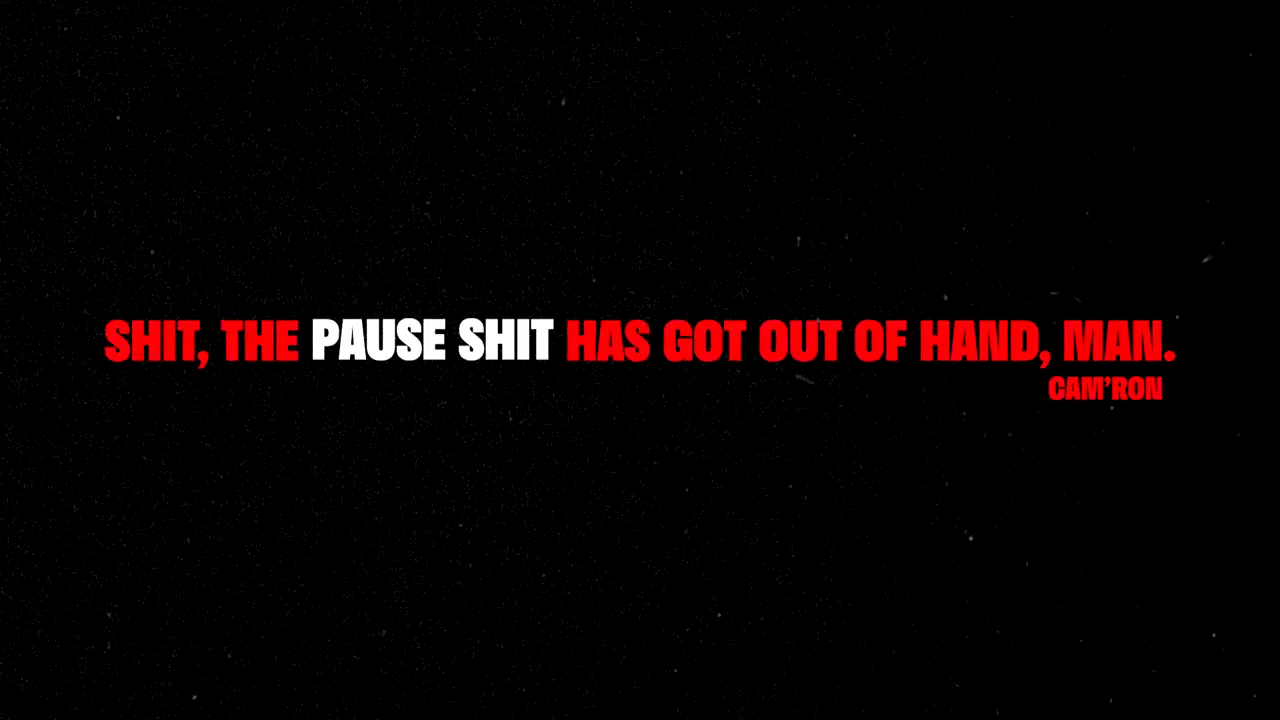 SHIT, THE PAUSE SHIT HAS GOT OUT OF HAND, MAN.
CAM’RON